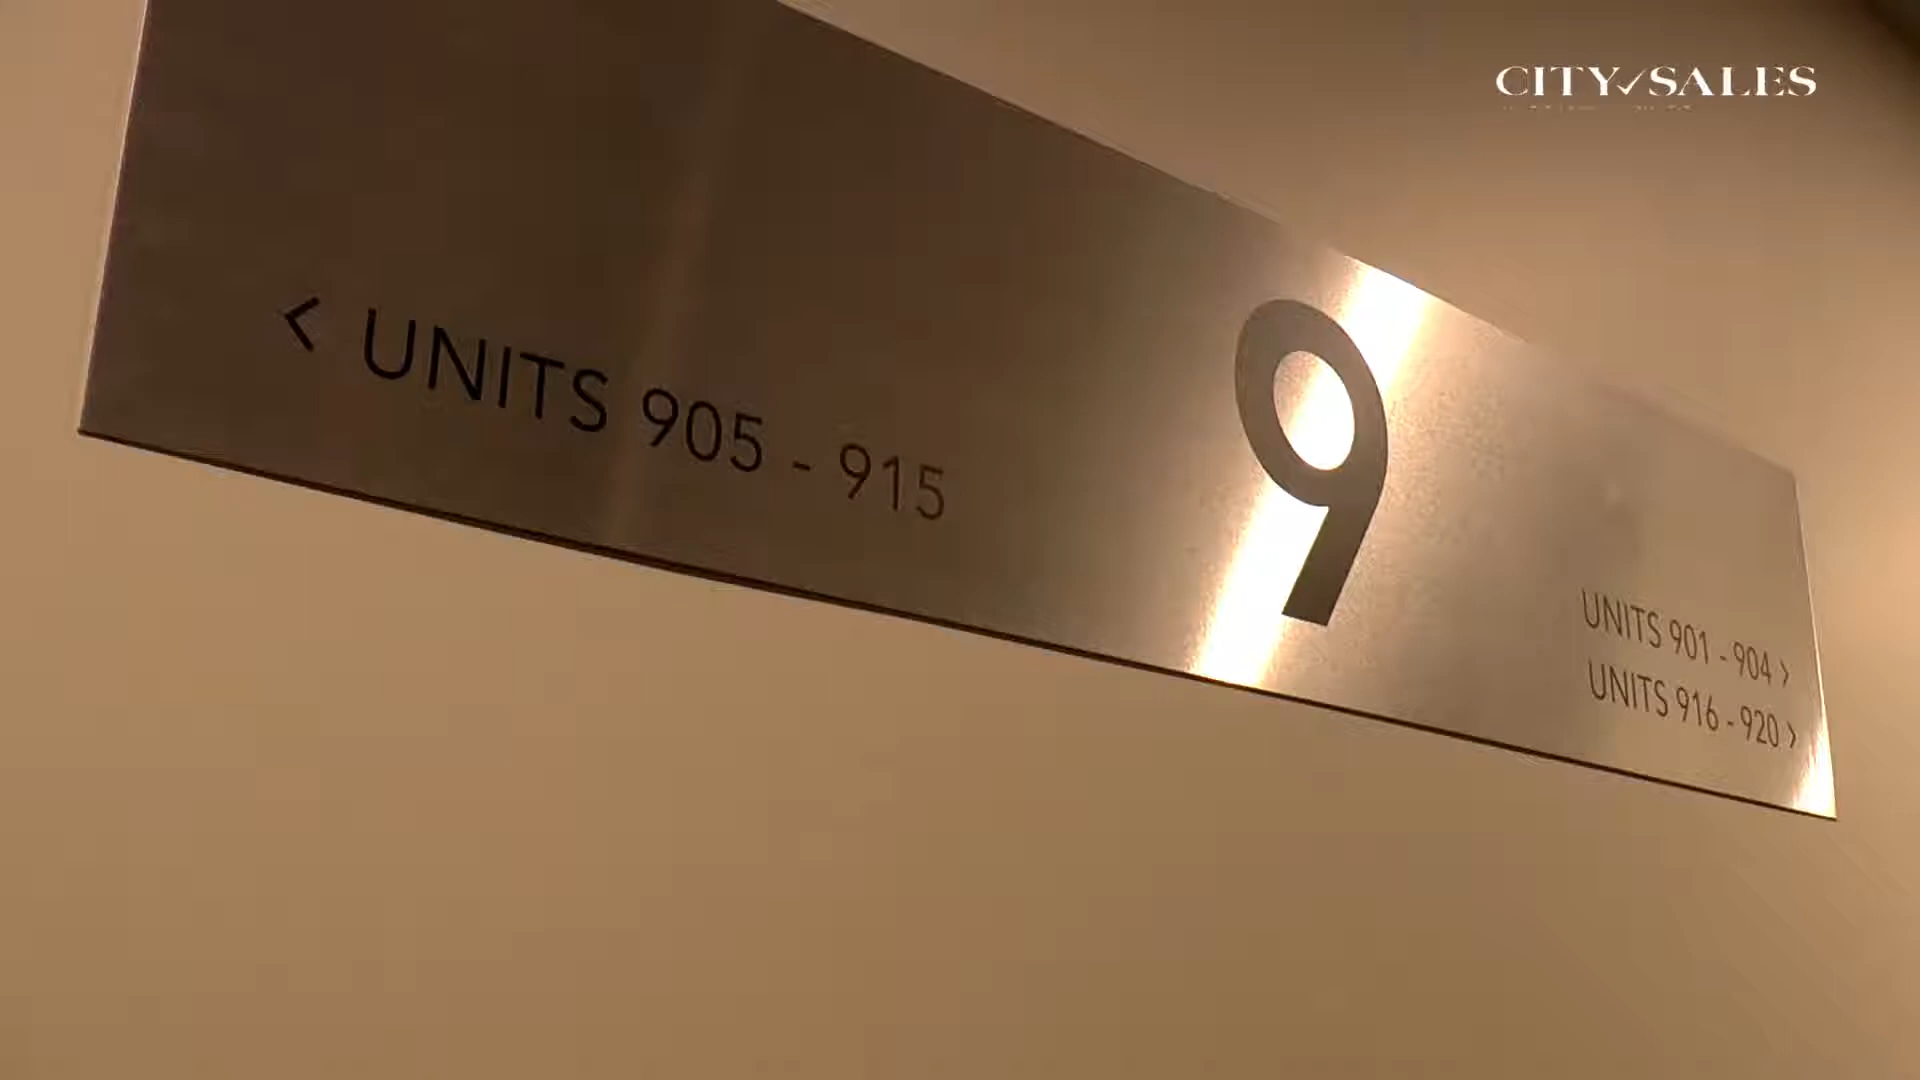 CITY✓SALES
< UNITS 905 - 915
9
UNITS 901 - 904 >
UNITS 916 - 920 >